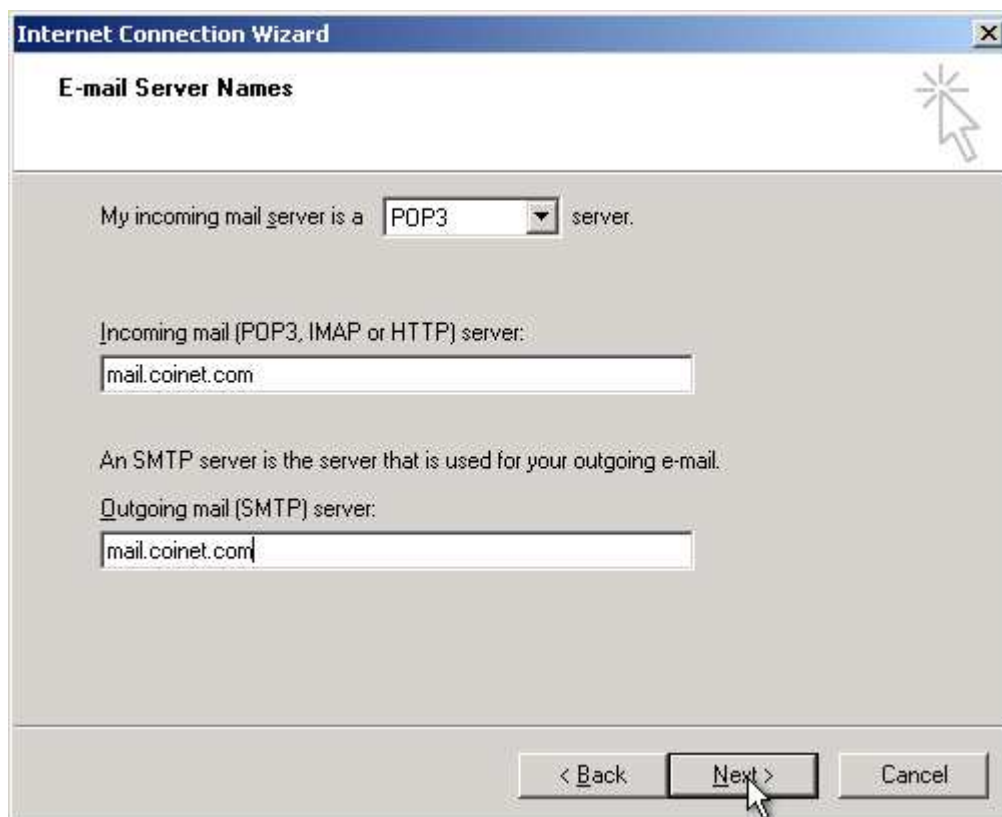 Internet Connection Wizard
E-mail Server Names
My incoming mail server is a POP3 server.
Incoming mail (POP3, IMAP or HTTP) server:
mail.coinet.com
An SMTP server is the server that is used for your outgoing e-mail.
Outgoing mail (SMTP) server:
mail.coinet.com
< Back Next > Cancel